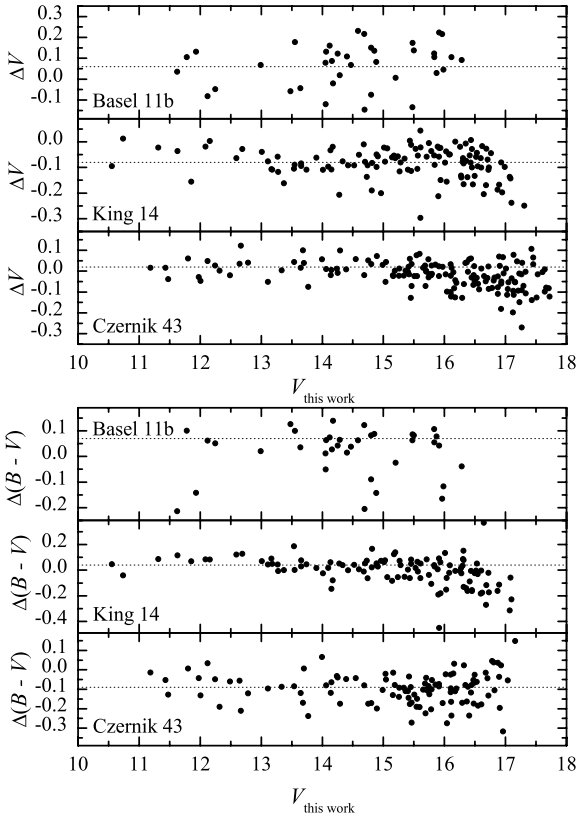 0.3
0.2
0.1
0.0
-0.1
ΔV
Basel 11b
0.0
-0.1
-0.2
-0.3
ΔV
King 14
0.1
0.0
-0.1
-0.2
-0.3
ΔV
Czernik 43
10 11 12 13 14 15 16 17 18
V this work
0.1
0.0
-0.1
-0.2
Δ(B - V)
Basel 11b
0.2
0.0
-0.2
-0.4
Δ(B - V)
King 14
0.1
0.0
-0.1
-0.2
-0.3
Δ(B - V)
Czernik 43
10 11 12 13 14 15 16 17 18
V this work